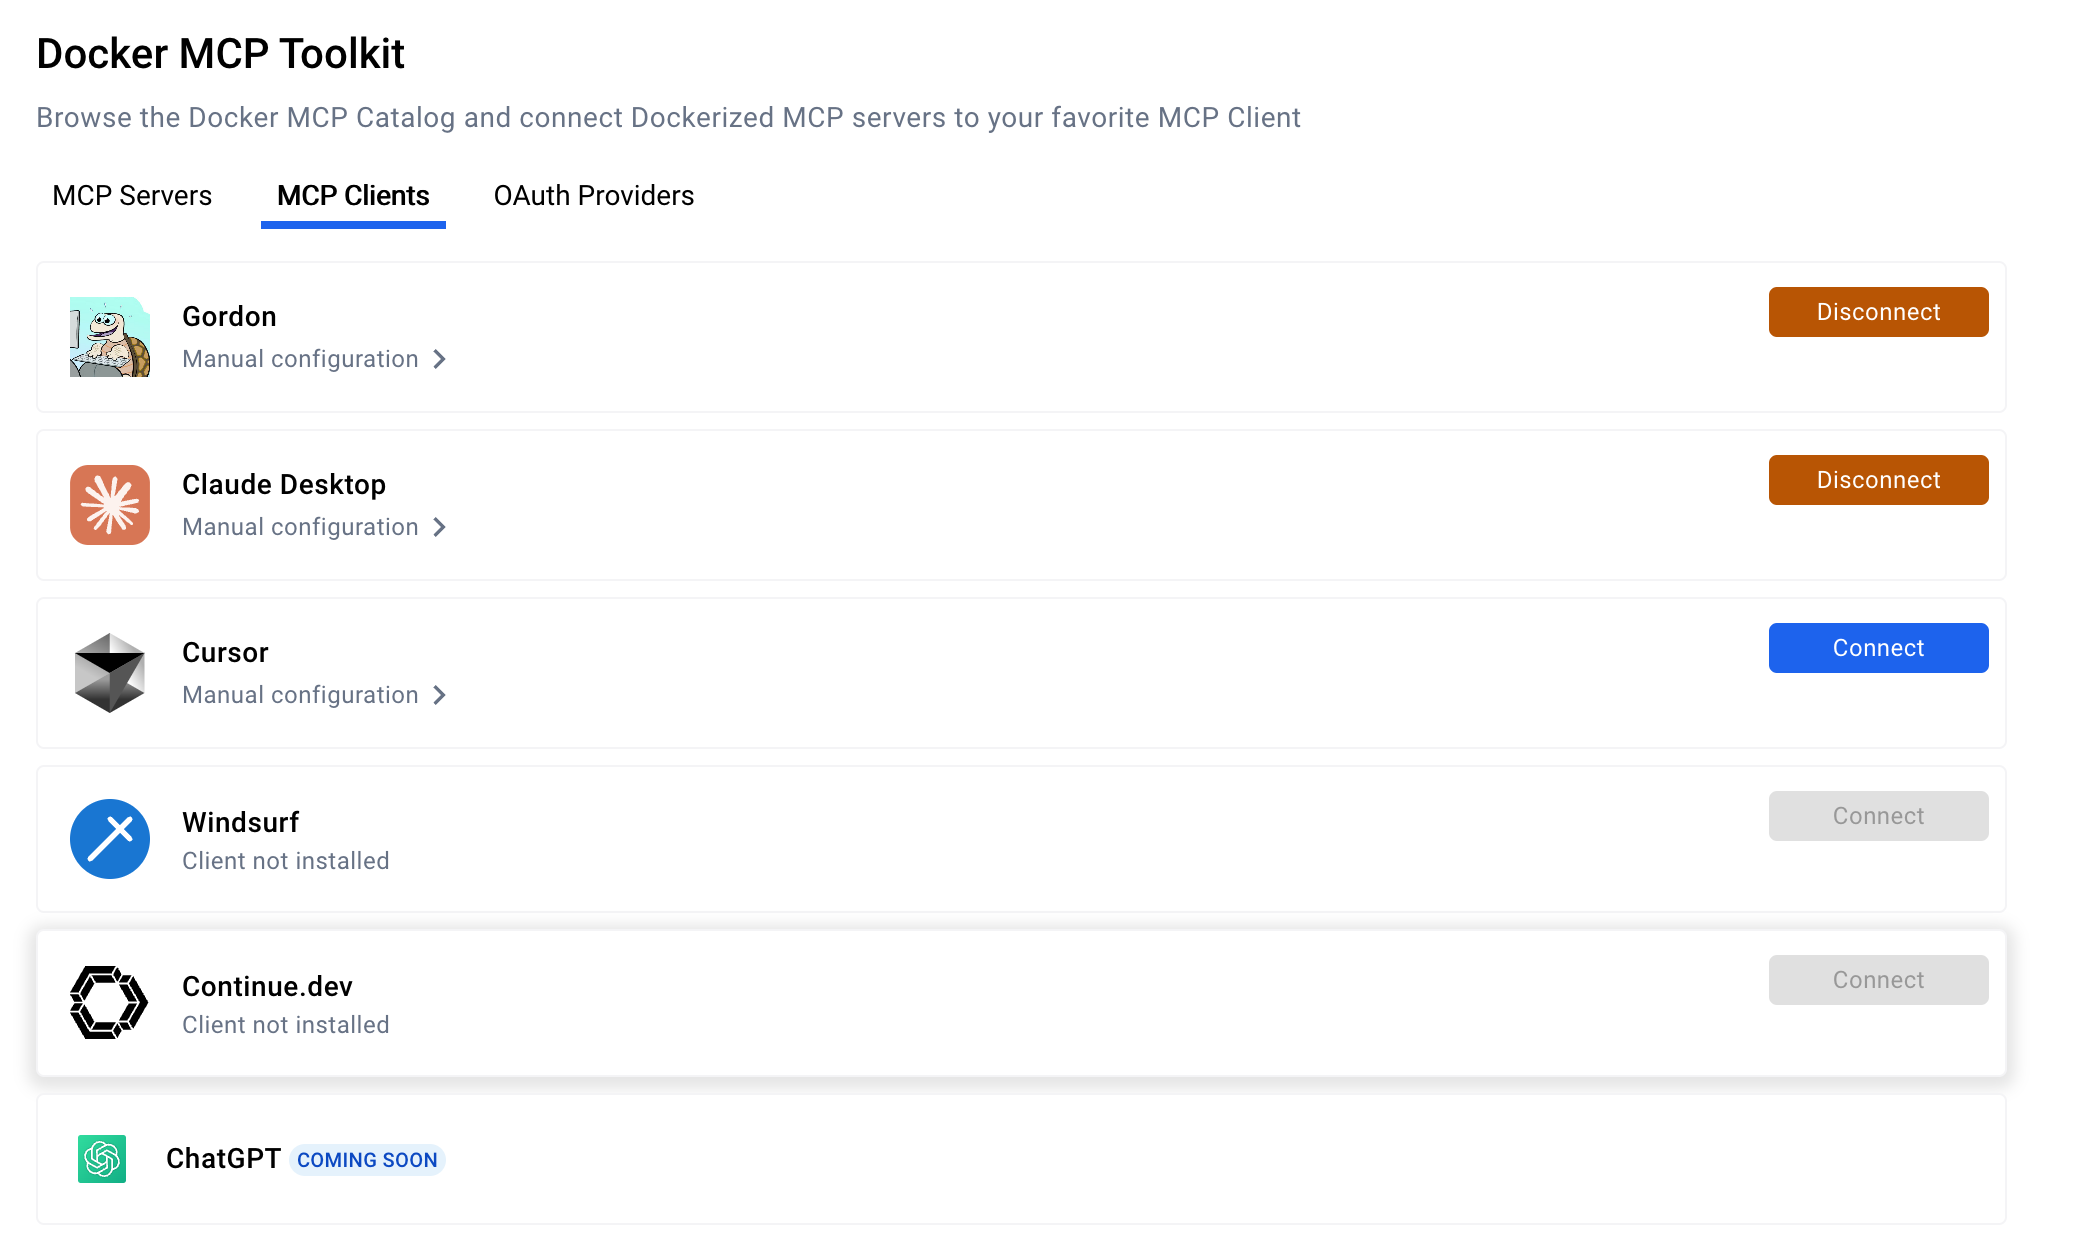 Docker MCP Toolkit
Browse the Docker MCP Catalog and connect Dockerized MCP servers to your favorite MCP Client
MCP Servers MCP Clients OAuth Providers
Gordon
Manual configuration
Disconnect
Claude Desktop
Manual configuration
Disconnect
Cursor
Manual configuration
Connect
Windsurf
Client not installed
Connect
Continue.dev
Client not installed
Connect
ChatGPT COMING SOON